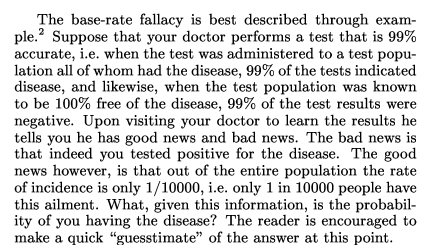 The base-rate fallacy is best described through exam-
ple.² Suppose that your doctor performs a test that is 99%
accurate, i.e. when the test was administered to a test popu-
lation all of whom had the disease, 99% of the tests indicated
disease, and likewise, when the test population was known
to be 100% free of the disease, 99% of the test results were
negative. Upon visiting your doctor to learn the results he
tells you he has good news and bad news. The bad news is
that indeed you tested positive for the disease. The good
news however, is that out of the entire population the rate
of incidence is only 1/10000, i.e. only 1 in 10000 people have
this ailment. What, given this information, is the probabil-
ity of you having the disease? The reader is encouraged to
make a quick “guesstimate” of the answer at this point.